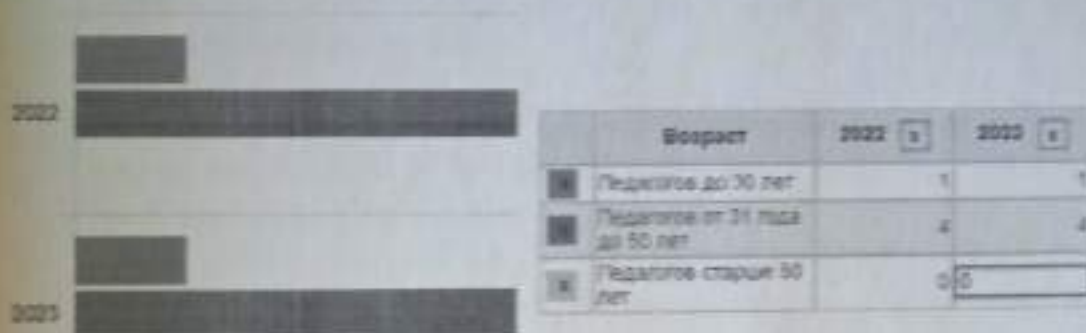 2022
2023
Возраст 2022 2023
Педагогов до 30 лет 1 1
Педагогов от 31 года
до 50 лет 4 4
Педагогов старше 50
лет 0 0